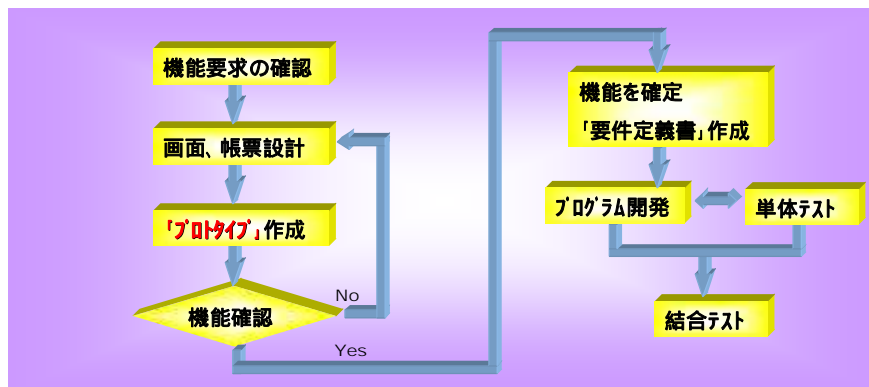 機能要求の確認
画面、帳票設計
「ﾌﾟﾛﾄﾀｲﾌﾟ」作成
機能確認
No
Yes
機能を確定
「要件定義書」作成
ﾌﾟﾛｸﾞﾗﾑ開発
単体ﾃｽﾄ
結合ﾃｽﾄ